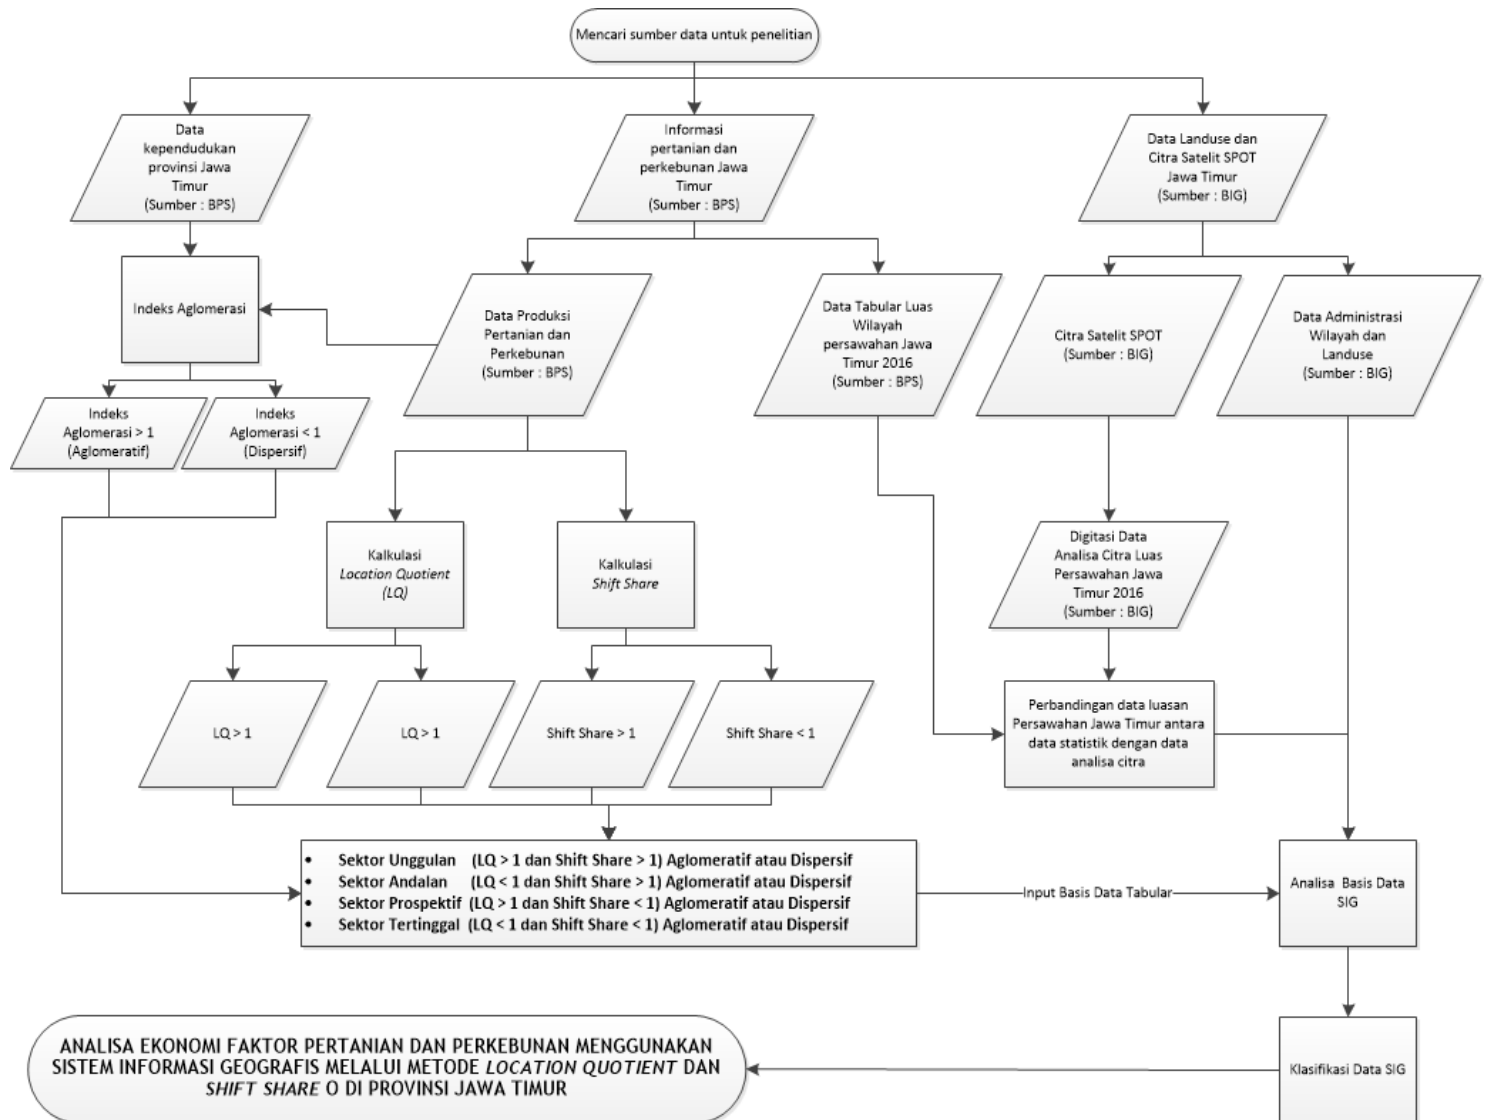 Mencari sumber data untuk penelitian
Data
kependudukan
provinsi Jawa
Timur
(Sumber : BPS)
Informasi
pertanian dan
perkebunan Jawa
Timur
(Sumber : BPS)
Data Landuse dan
Citra Satelit SPOT
Jawa Timur
(Sumber : BIG)
Indeks Aglomerasi
Data Produksi
Pertanian dan
Perkebunan
(Sumber : BPS)
Data Tabular Luas
Wilayah
persawahan Jawa
Timur 2016
(Sumber : BPS)
Citra Satelit SPOT
(Sumber : BIG)
Data Administrasi
Wilayah dan
Landuse
(Sumber : BIG)
Indeks
Aglomerasi > 1
(Aglomeratif)
Indeks
Aglomerasi < 1
(Dispersif)
Kalkulasi
Location Quotient
(LQ)
Kalkulasi
Shift Share
Digitasi Data
Analisa Citra Luas
Persawahan Jawa
Timur 2016
(Sumber : BIG)
LQ > 1
LQ > 1
Shift Share > 1
Shift Share < 1
Perbandingan data luasan
Persawahan Jawa Timur antara
data statistik dengan data
analisa citra
• Sektor Unggulan (LQ > 1 dan Shift Share > 1) Aglomeratif atau Dispersif
• Sektor Andalan (LQ < 1 dan Shift Share > 1) Aglomeratif atau Dispersif
• Sektor Prospektif (LQ > 1 dan Shift Share < 1) Aglomeratif atau Dispersif
• Sektor Tertinggal (LQ < 1 dan Shift Share < 1) Aglomeratif atau Dispersif
Input Basis Data Tabular
Analisa Basis Data
SIG
Klasifikasi Data SIG
ANALISA EKONOMI FAKTOR PERTANIAN DAN PERKEBUNAN MENGGUNAKAN
SISTEM INFORMASI GEOGRAFIS MELALUI METODE LOCATION QUOTIENT DAN
SHIFT SHARE O DI PROVINSI JAWA TIMUR